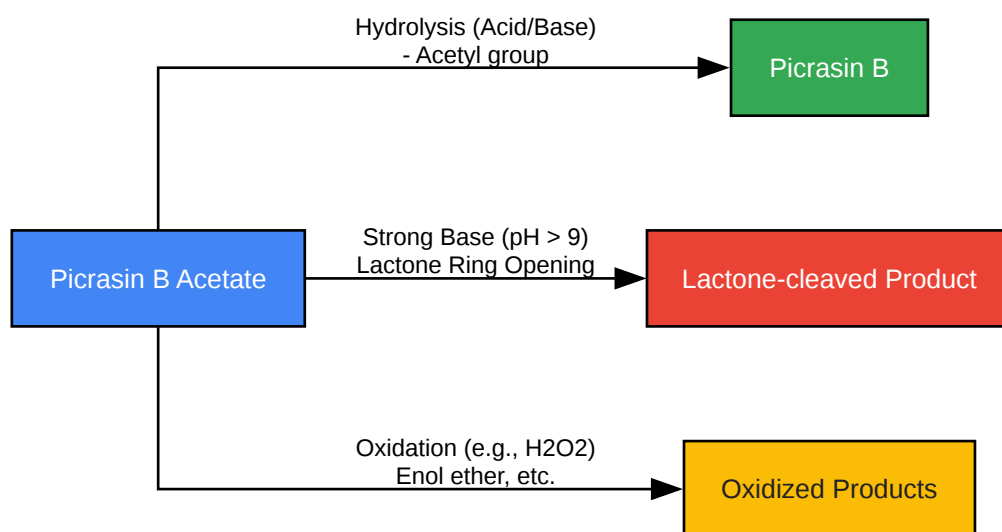 Hydrolysis (Acid/Base)
- Acetyl group
Picrasin B
Picrasin B Acetate
Strong Base (pH > 9)
Lactone Ring Opening
Lactone-cleaved Product
Oxidation (e.g., H2O2)
Enol ether, etc.
Oxidized Products